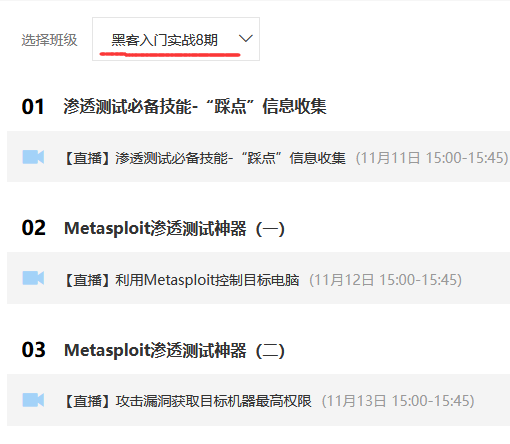 选择班级 黑客入门实战8期
01 渗透测试必备技能-“踩点”信息收集
【直播】渗透测试必备技能-“踩点”信息收集 (11月11日 15:00-15:45)
02 Metasploit渗透测试神器（一）
【直播】利用Metasploit控制目标电脑 (11月12日 15:00-15:45)
03 Metasploit渗透测试神器（二）
【直播】攻击漏洞获取目标机器最高权限 (11月13日 15:00-15:45)